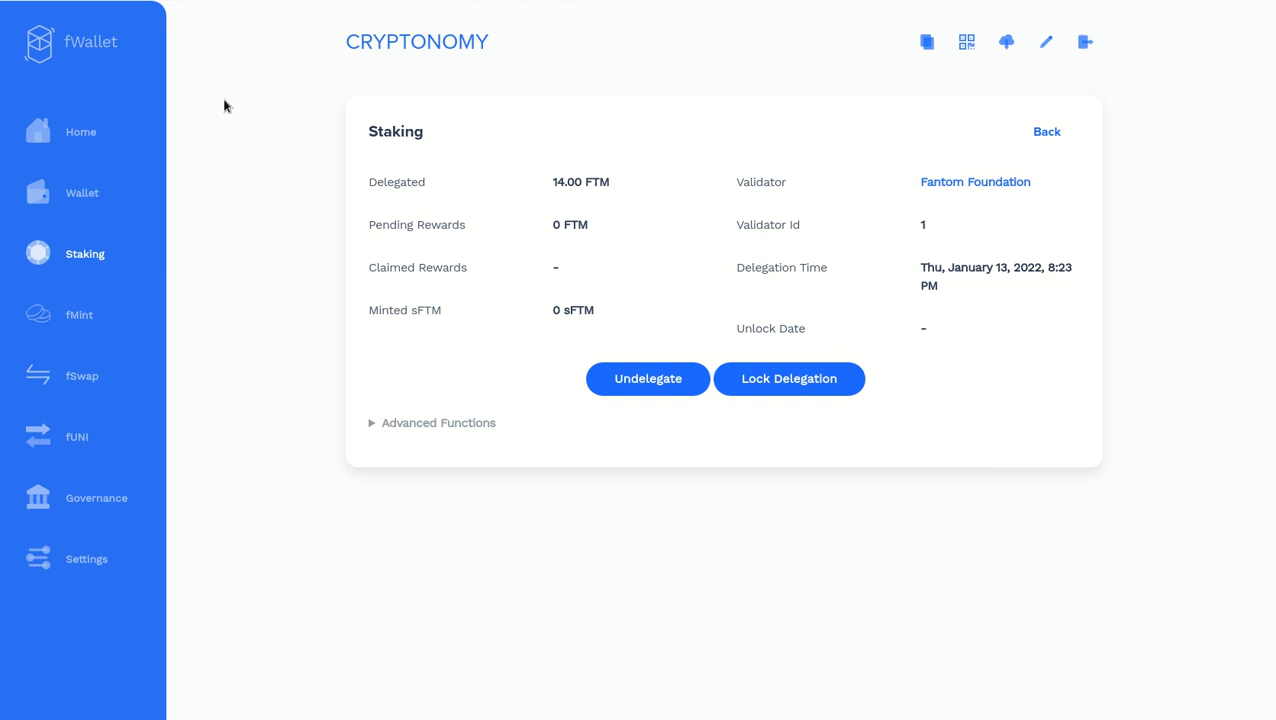 fWallet
CRYPTONOMY
Home
Wallet
Staking
fMint
fSwap
fUNI
Governance
Settings
Staking
Back
Delegated 14.00 FTM
Pending Rewards 0 FTM
Claimed Rewards -
Minted sFTM 0 sFTM
Validator Fantom Foundation
Validator Id 1
Delegation Time Thu, January 13, 2022, 8:23
PM
Unlock Date -
Undelegate
Lock Delegation
Advanced Functions